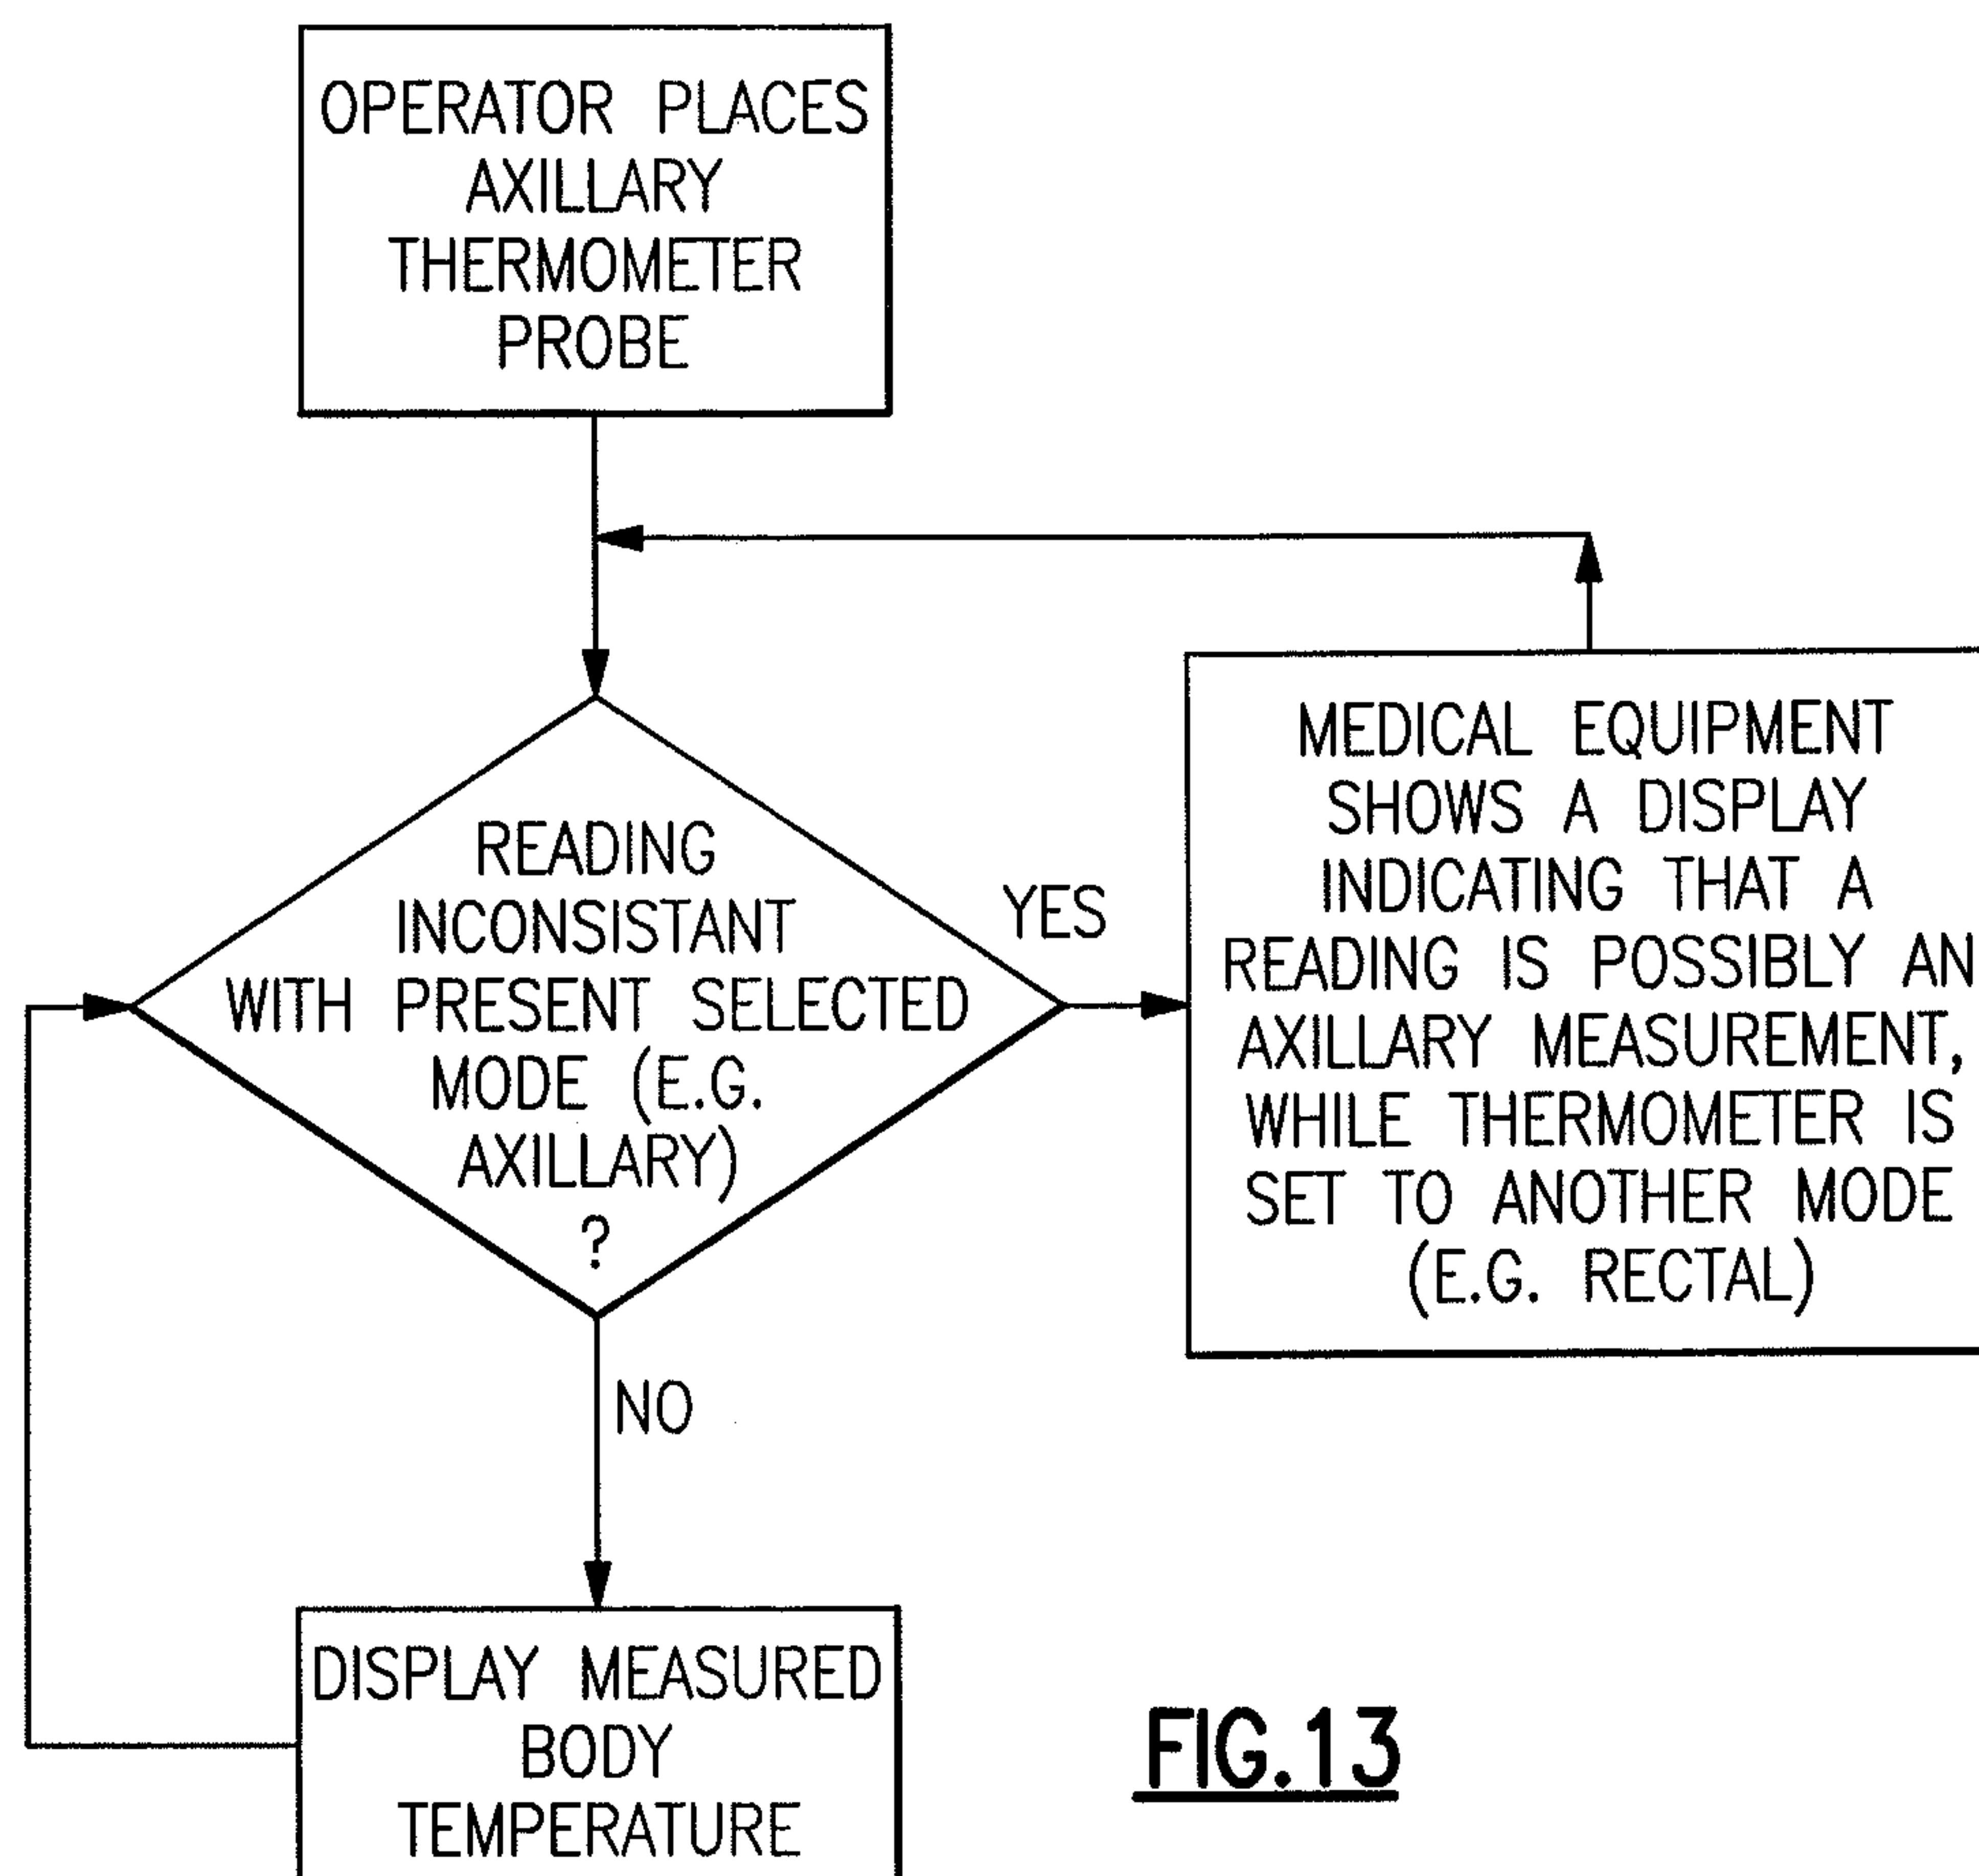 OPERATOR PLACES
AXILLARY
THERMOMETER
PROBE
READING
INCONSISTANT
WITH PRESENT SELECTED
MODE (E.G.
AXILLARY)
?
YES
MEDICAL EQUIPMENT
SHOWS A DISPLAY
INDICATING THAT A
READING IS POSSIBLY AN
AXILLARY MEASUREMENT,
WHILE THERMOMETER IS
SET TO ANOTHER MODE
(E.G. RECTAL)
NO
DISPLAY MEASURED
BODY
TEMPERATURE
FIG.13